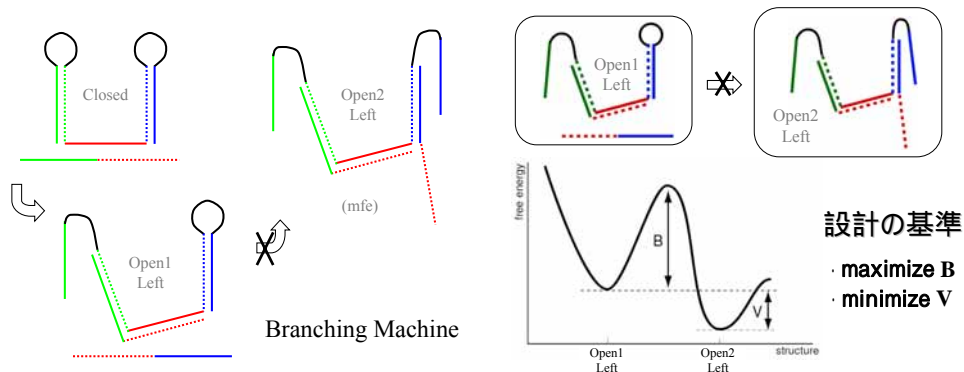 Closed
Open2
Left
(mfe)
Open1
Left
Branching Machine
Open1
Left
Open2
Left
free energy
B
V
Open1
Left
Open2
Left
structure
設計の基準
· maximize B
· minimize V